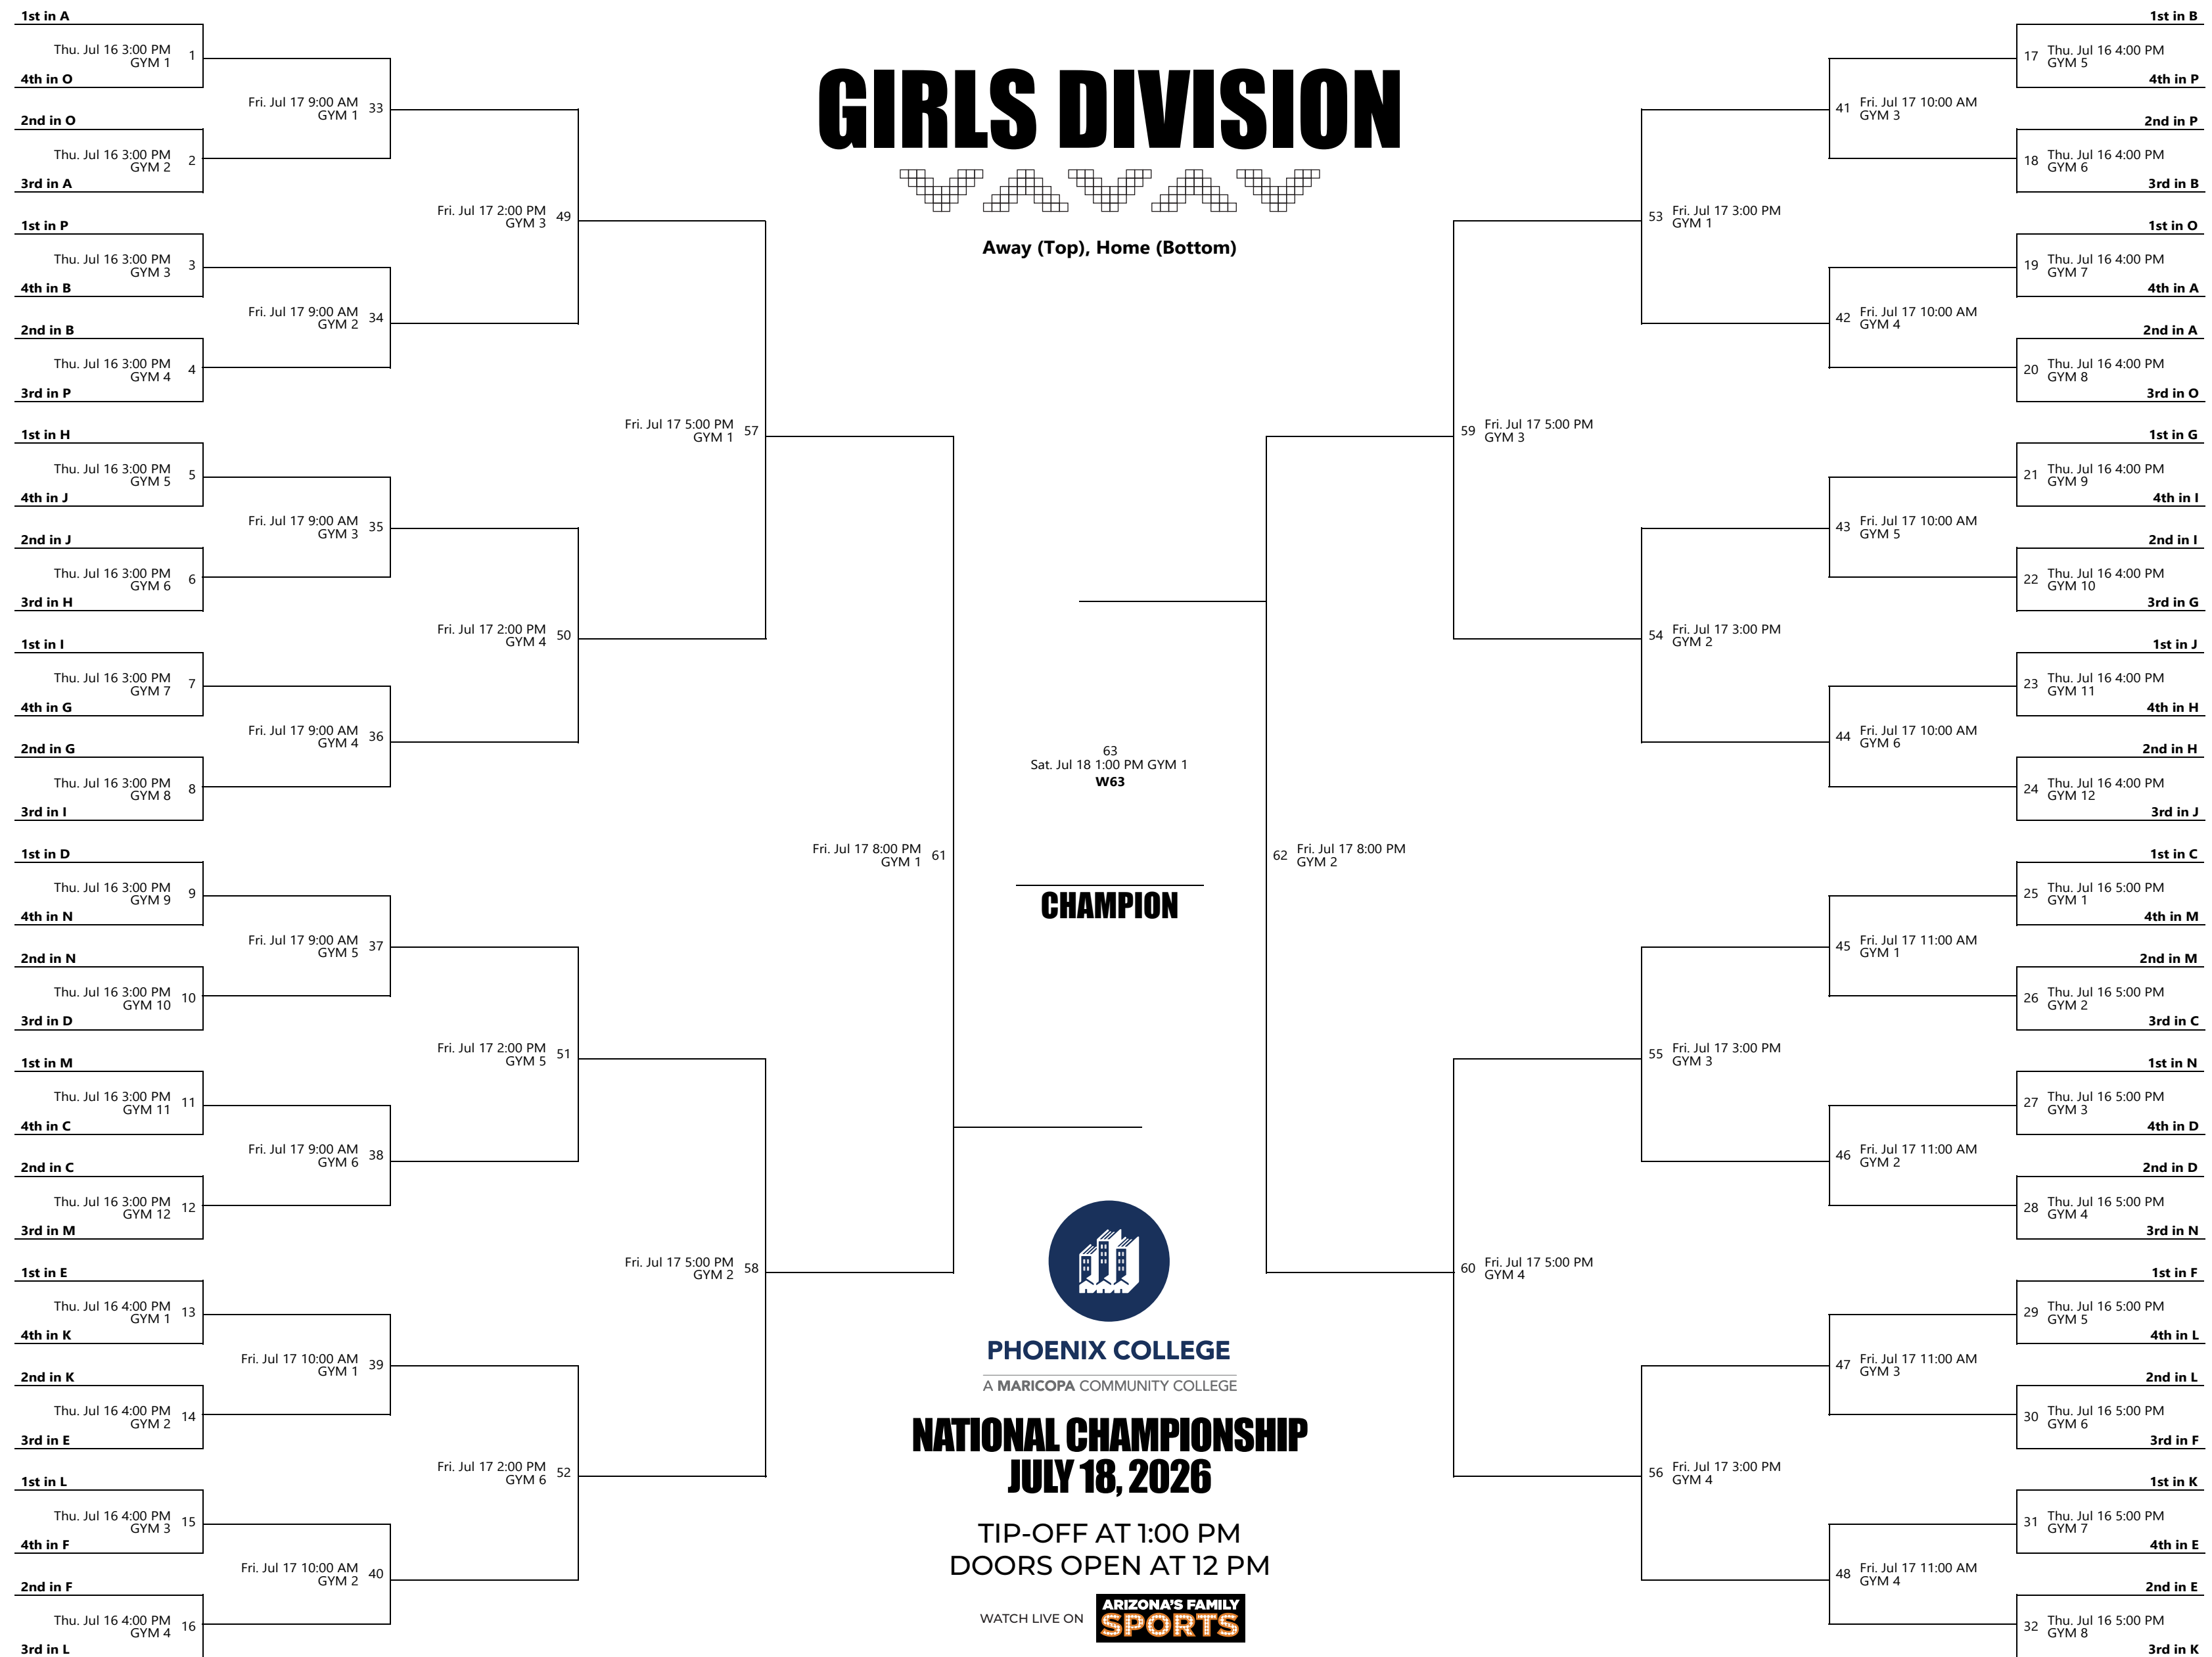 GIRLS DIVISION
Away (Top), Home (Bottom)
1st in A
Thu. Jul 16 3:00 PM 1
GYM 1
4th in O
Fri. Jul 17 9:00 AM 33
GYM 1
2nd in O
Thu. Jul 16 3:00 PM 2
GYM 2
3rd in A
Fri. Jul 17 2:00 PM 49
GYM 3
1st in P
Thu. Jul 16 3:00 PM 3
GYM 3
4th in B
Fri. Jul 17 9:00 AM 34
GYM 2
2nd in B
Thu. Jul 16 3:00 PM 4
GYM 4
3rd in P
Fri. Jul 17 5:00 PM 57
GYM 1
1st in H
Thu. Jul 16 3:00 PM 5
GYM 5
4th in J
Fri. Jul 17 9:00 AM 35
GYM 3
2nd in J
Thu. Jul 16 3:00 PM 6
GYM 6
3rd in H
Fri. Jul 17 2:00 PM 50
GYM 4
1st in I
Thu. Jul 16 3:00 PM 7
GYM 7
4th in G
Fri. Jul 17 9:00 AM 36
GYM 4
2nd in G
Thu. Jul 16 3:00 PM 8
GYM 8
3rd in I
Fri. Jul 17 8:00 PM 61
GYM 1
1st in D
Thu. Jul 16 3:00 PM 9
GYM 9
4th in N
Fri. Jul 17 9:00 AM 37
GYM 5
2nd in N
Thu. Jul 16 3:00 PM 10
GYM 10
3rd in D
Fri. Jul 17 2:00 PM 51
GYM 5
1st in M
Thu. Jul 16 3:00 PM 11
GYM 11
4th in C
Fri. Jul 17 9:00 AM 38
GYM 6
2nd in C
Thu. Jul 16 3:00 PM 12
GYM 12
3rd in M
Fri. Jul 17 5:00 PM 58
GYM 2
1st in E
Thu. Jul 16 4:00 PM 13
GYM 1
4th in K
Fri. Jul 17 10:00 AM 39
GYM 1
2nd in K
Thu. Jul 16 4:00 PM 14
GYM 2
3rd in E
Fri. Jul 17 2:00 PM 52
GYM 6
1st in L
Thu. Jul 16 4:00 PM 15
GYM 3
4th in F
Fri. Jul 17 10:00 AM 40
GYM 2
2nd in F
Thu. Jul 16 4:00 PM 16
GYM 4
3rd in L
63
Sat. Jul 18 1:00 PM GYM 1
W63
CHAMPION
1st in B
17 Thu. Jul 16 4:00 PM
GYM 5
4th in P
41 Fri. Jul 17 10:00 AM
GYM 3
2nd in P
18 Thu. Jul 16 4:00 PM
GYM 6
3rd in B
53 Fri. Jul 17 3:00 PM
GYM 1
1st in O
19 Thu. Jul 16 4:00 PM
GYM 7
4th in A
42 Fri. Jul 17 10:00 AM
GYM 4
2nd in A
20 Thu. Jul 16 4:00 PM
GYM 8
3rd in O
59 Fri. Jul 17 5:00 PM
GYM 3
1st in G
21 Thu. Jul 16 4:00 PM
GYM 9
4th in I
43 Fri. Jul 17 10:00 AM
GYM 5
2nd in I
22 Thu. Jul 16 4:00 PM
GYM 10
3rd in G
54 Fri. Jul 17 3:00 PM
GYM 2
1st in J
23 Thu. Jul 16 4:00 PM
GYM 11
4th in H
44 Fri. Jul 17 10:00 AM
GYM 6
2nd in H
24 Thu. Jul 16 4:00 PM
GYM 12
3rd in J
62 Fri. Jul 17 8:00 PM
GYM 2
1st in C
25 Thu. Jul 16 5:00 PM
GYM 1
4th in M
45 Fri. Jul 17 11:00 AM
GYM 1
2nd in M
26 Thu. Jul 16 5:00 PM
GYM 2
3rd in C
55 Fri. Jul 17 3:00 PM
GYM 3
1st in N
27 Thu. Jul 16 5:00 PM
GYM 3
4th in D
46 Fri. Jul 17 11:00 AM
GYM 2
2nd in D
28 Thu. Jul 16 5:00 PM
GYM 4
3rd in N
60 Fri. Jul 17 5:00 PM
GYM 4
1st in F
29 Thu. Jul 16 5:00 PM
GYM 5
4th in L
47 Fri. Jul 17 11:00 AM
GYM 3
2nd in L
30 Thu. Jul 16 5:00 PM
GYM 6
3rd in F
56 Fri. Jul 17 3:00 PM
GYM 4
1st in K
31 Thu. Jul 16 5:00 PM
GYM 7
4th in E
48 Fri. Jul 17 11:00 AM
GYM 4
2nd in E
32 Thu. Jul 16 5:00 PM
GYM 8
3rd in K
PHOENIX COLLEGE
A MARICOPA COMMUNITY COLLEGE
NATIONAL CHAMPIONSHIP
JULY 18, 2026
TIP-OFF AT 1:00 PM
DOORS OPEN AT 12 PM
WATCH LIVE ON
ARIZONA'S FAMILY
SPORTS